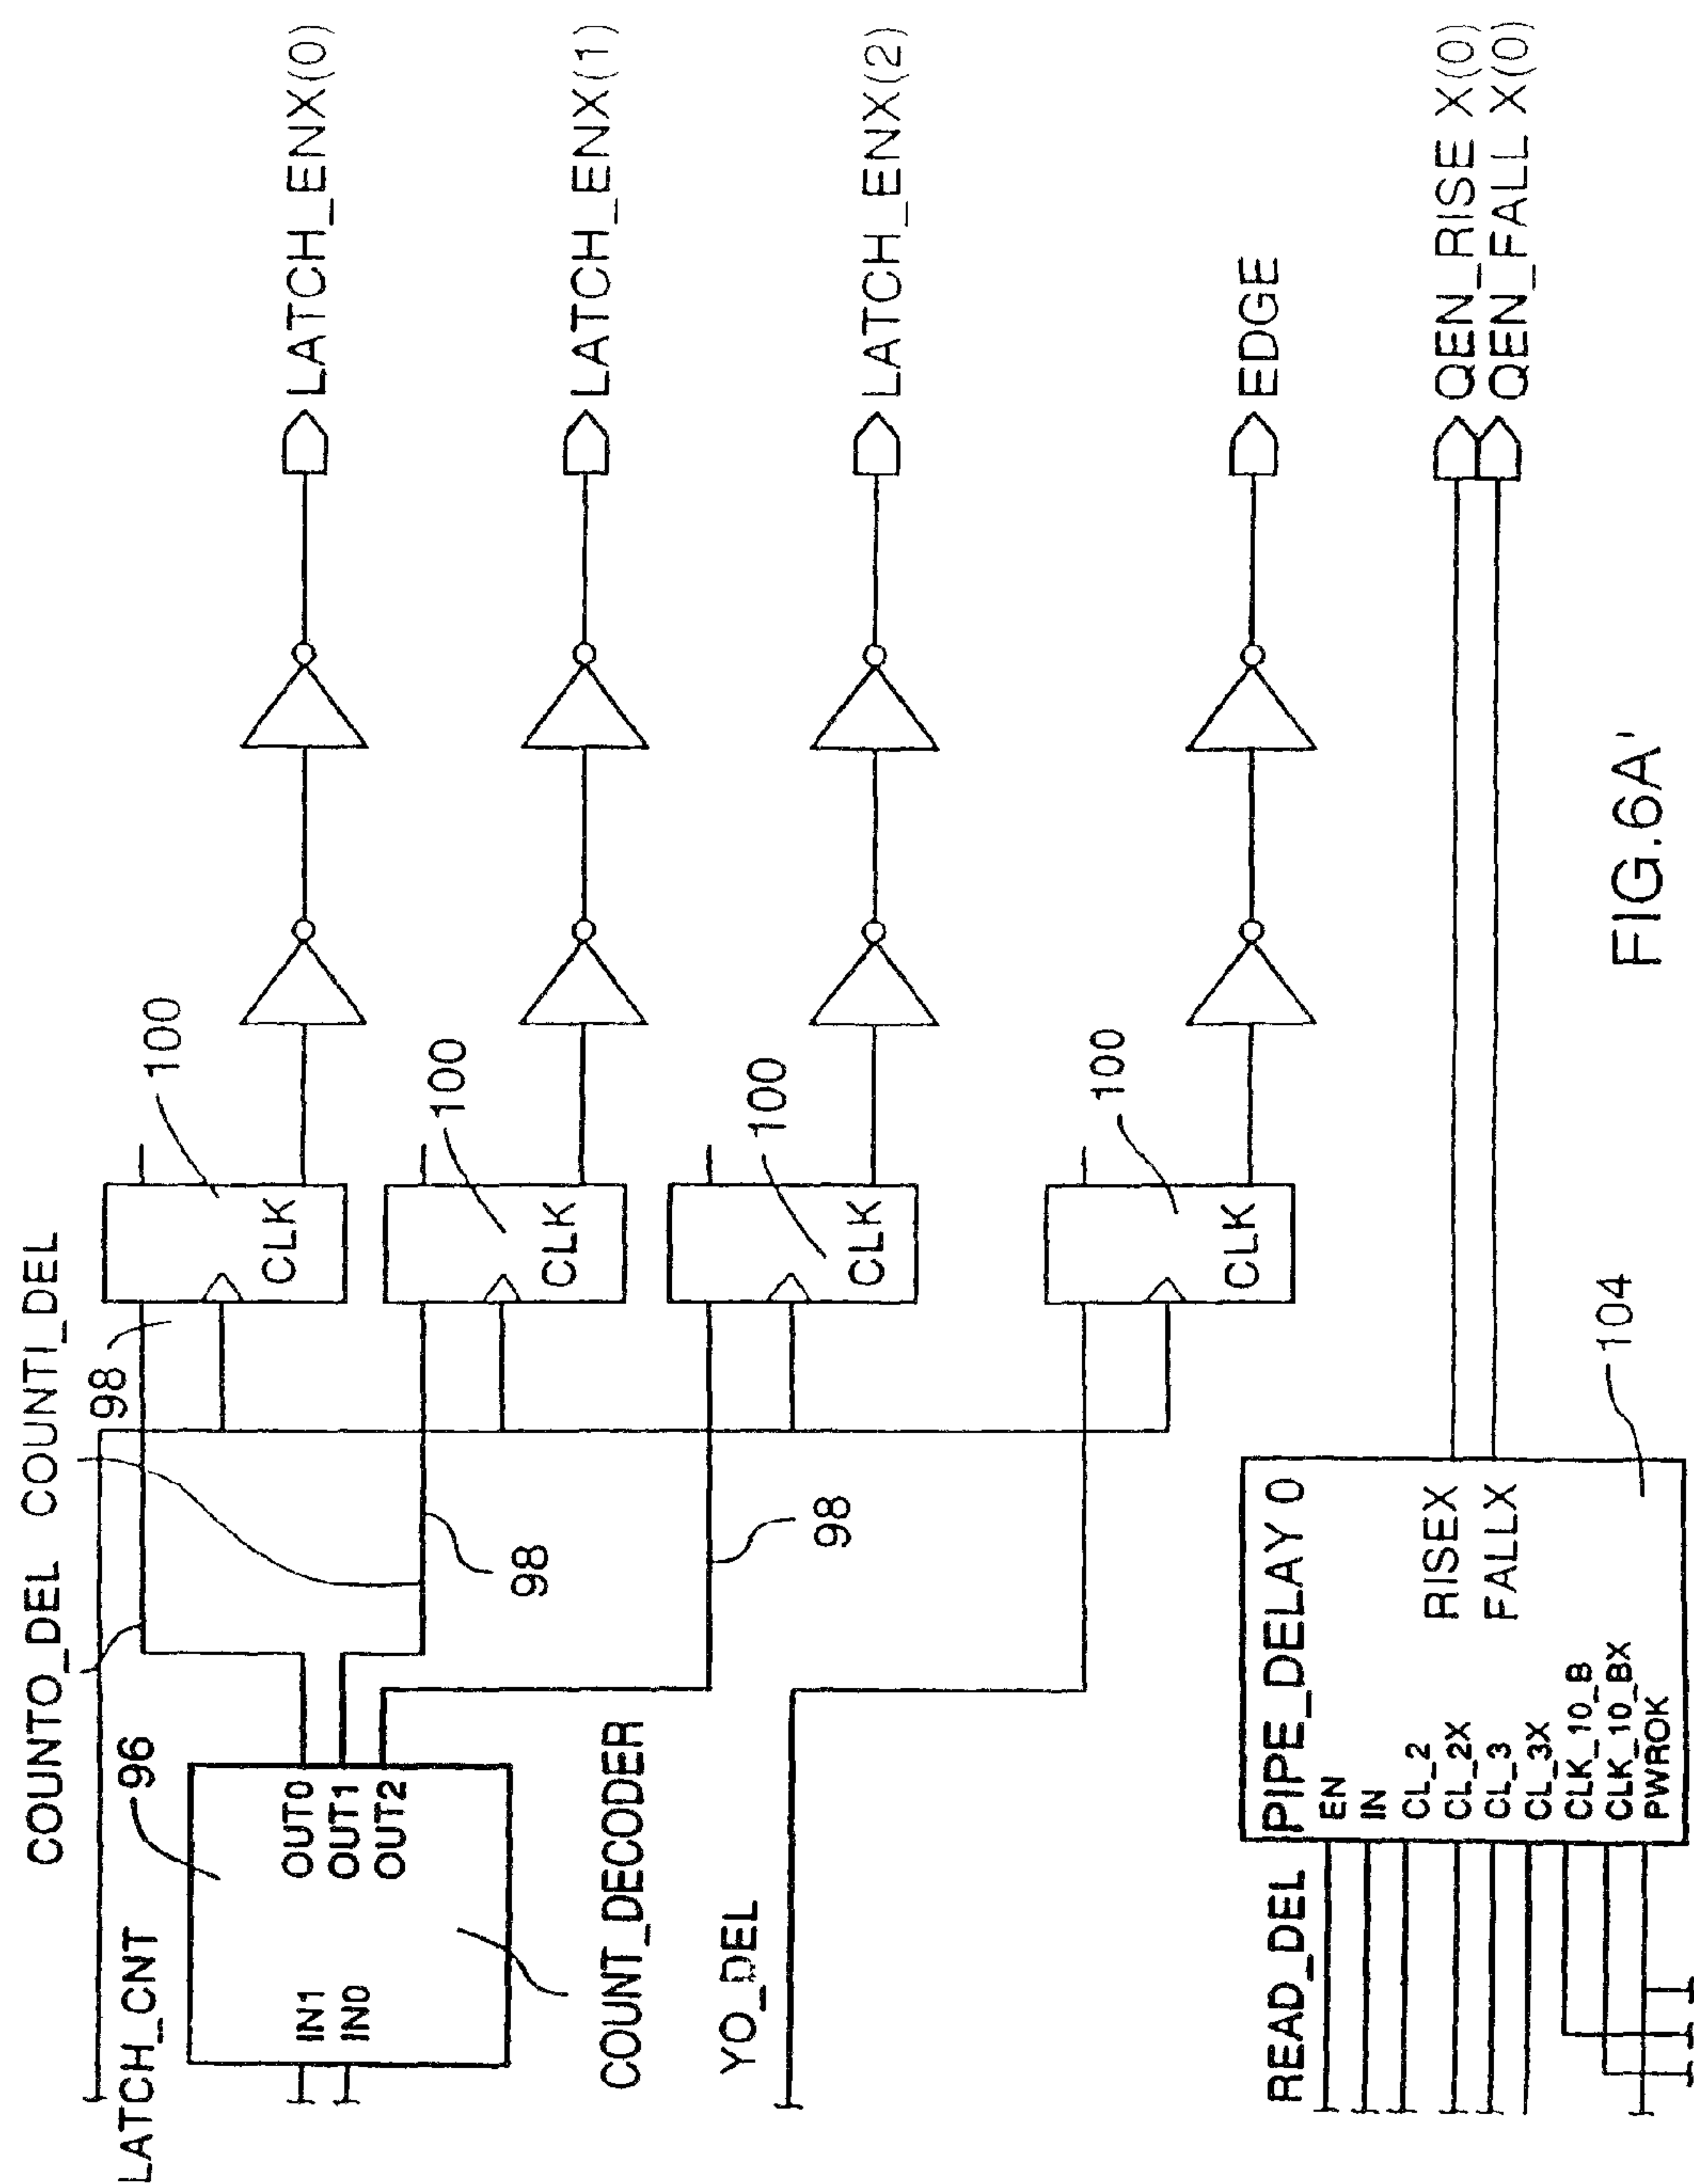 COUNTO_DEL COUNTI_DEL
LATCH_CNT
96
98
100
CLK
LATCH_ENX(0)
IN1
IN0
OUT0
OUT1
OUT2
COUNT_DECODER
98
100
CLK
LATCH_ENX(1)
98
100
CLK
LATCH_ENX(2)
YO_DEL
100
CLK
EDGE
READ_DEL
PIPE_DELAY 0
EN
IN
CL_2
CL_2X
CL_3
CL_3X
CLK_10_B
CLK_10_BX
PWROK
RISEX
FALLX
104
QEN_RISE X(0)
QEN_FALL X(0)
FIG.6A'